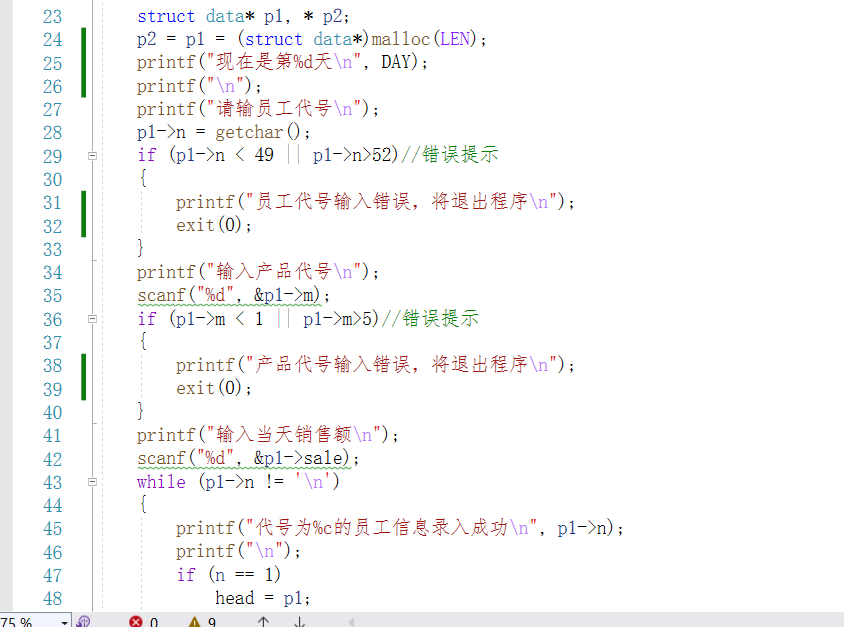 23 struct data* p1, * p2;
24 p2 = p1 = (struct data*)malloc(LEN);
25 printf("现在是第%d天\n", DAY);
26 printf("\n");
27 printf("请输员工代号\n");
28 p1->n = getchar();
29 if (p1->n < 49 || p1->n>52)//错误提示
30 {
31 printf("员工代号输入错误，将退出程序\n");
32 exit(0);
33 }
34 printf("输入产品代号\n");
35 scanf("%d", &p1->m);
36 if (p1->m < 1 || p1->m>5)//错误提示
37 {
38 printf("产品代号输入错误，将退出程序\n");
39 exit(0);
40 }
41 printf("输入当天销售额\n");
42 scanf("%d", &p1->sale);
43 while (p1->n != '\n')
44 {
45 printf("代号为%c的员工信息录入成功\n", p1->n);
46 printf("\n");
47 if (n == 1)
48 head = p1;
75 % 0 9